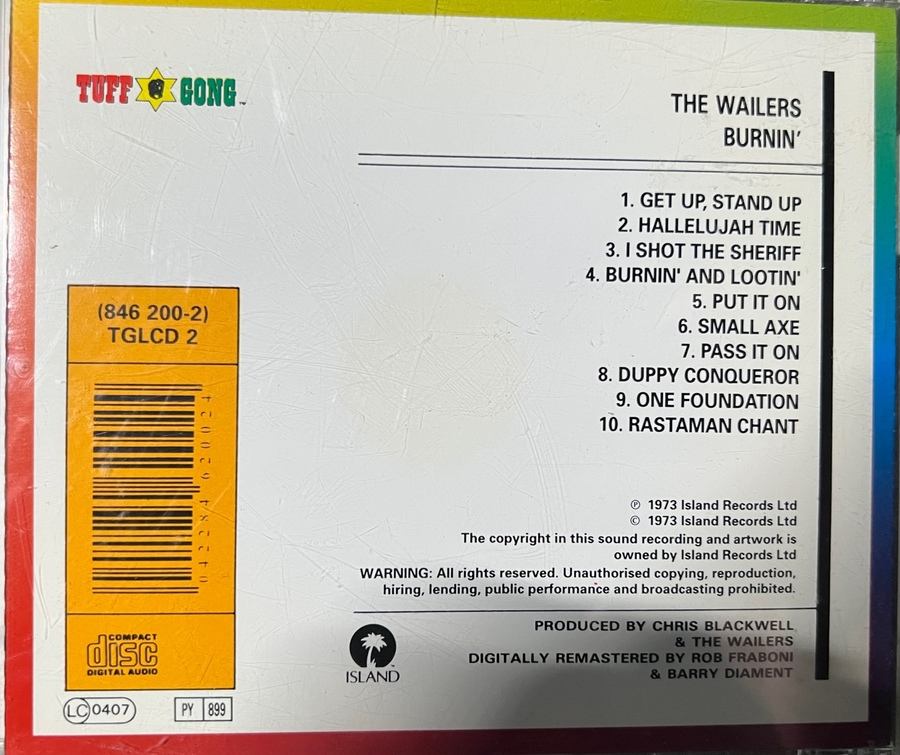 TUFF GONG™
THE WAILERS
BURNIN'
1. GET UP, STAND UP
2. HALLELUJAH TIME
3. I SHOT THE SHERIFF
4. BURNIN' AND LOOTIN'
5. PUT IT ON
6. SMALL AXE
7. PASS IT ON
8. DUPPY CONQUEROR
9. ONE FOUNDATION
10. RASTAMAN CHANT
(846 200-2)
TGLCD 2
042284620024
℗ 1973 Island Records Ltd
© 1973 Island Records Ltd
The copyright in this sound recording and artwork is
owned by Island Records Ltd
WARNING: All rights reserved. Unauthorised copying, reproduction,
hiring, lending, public performance and broadcasting prohibited.
PRODUCED BY CHRIS BLACKWELL
& THE WAILERS
DIGITALLY REMASTERED BY ROB FRABONI
& BARRY DIAMENT
ISLAND
COMPACT
disc
DIGITAL AUDIO
LC 0407
PY 899